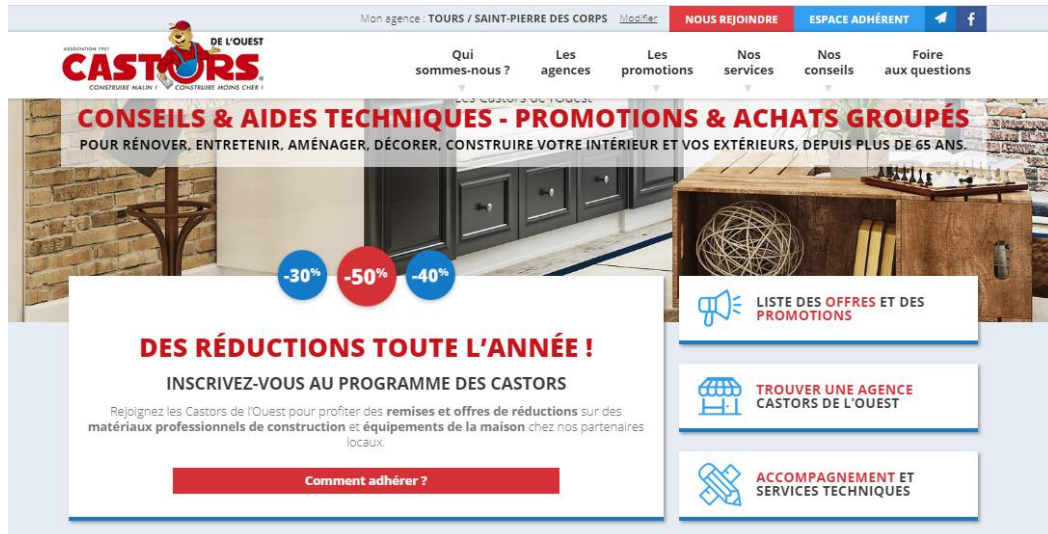 Mon agence : TOURS / SAINT-PIERRE DES CORPS Modifier NOUS REJOINDRE ESPACE ADHÉRENT f
ASSOCIATION 1901
DE L'OUEST
CASTORS
CONSTRUIRE MALIN ! CONSTRUIRE MOINS CHER !
Qui
sommes-nous ?
Les
agences
Les
promotions
Nos
services
Nos
conseils
Foire
aux questions
Les Castors de l'Ouest
CONSEILS & AIDES TECHNIQUES - PROMOTIONS & ACHATS GROUPÉS
POUR RÉNOVER, ENTRETENIR, AMÉNAGER, DÉCORER, CONSTRUIRE VOTRE INTÉRIEUR ET VOS EXTÉRIEURS, DEPUIS PLUS DE 65 ANS.
-30% -50% -40%
DES RÉDUCTIONS TOUTE L'ANNÉE !
INSCRIVEZ-VOUS AU PROGRAMME DES CASTORS
Rejoignez les Castors de l'Ouest pour profiter des remises et offres de réductions sur des
matériaux professionnels de construction et équipements de la maison chez nos partenaires
locaux.
Comment adhérer ?
LISTE DES OFFRES ET DES
PROMOTIONS
TROUVER UNE AGENCE
CASTORS DE L'OUEST
ACCOMPAGNEMENT ET
SERVICES TECHNIQUES